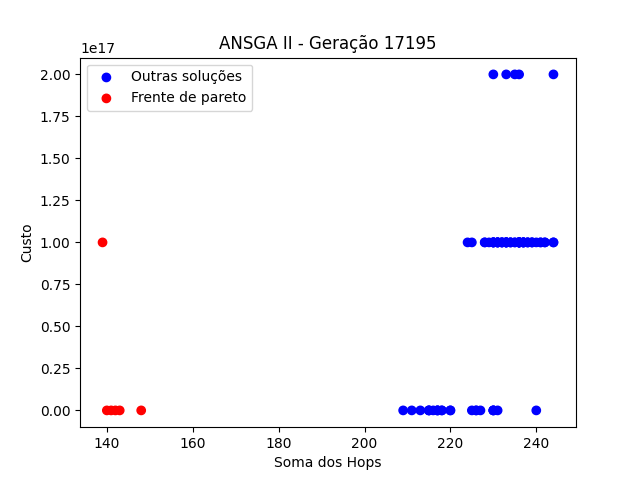 ANSGA II - Geração 17195
1e17
Outras soluções
Frente de pareto
2.00
1.75
1.50
1.25
1.00
0.75
0.50
0.25
0.00
Custo
140 160 180 200 220 240
Soma dos Hops